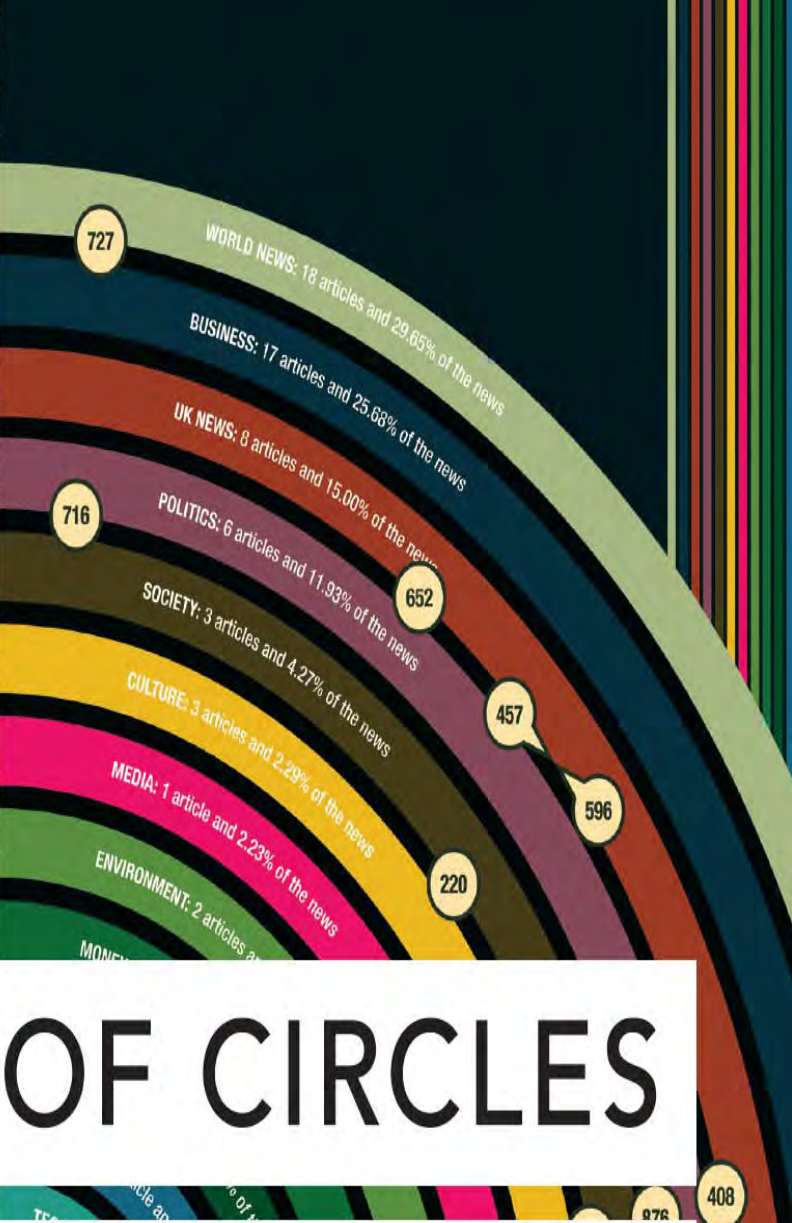 727
WORLD NEWS: 18 articles and 29.65% of the news
BUSINESS: 17 articles and 25.68% of the news
UK NEWS: 8 articles and 15.00% of the news
716
POLITICS: 6 articles and 11.93% of the news
652
SOCIETY: 3 articles and 4.27% of the news
457
CULTURE: 3 articles and 2.29% of the news
596
MEDIA: 1 article and 2.23% of the news
220
ENVIRONMENT: 2 articles
MONEY
OF CIRCLES
% of
408
876